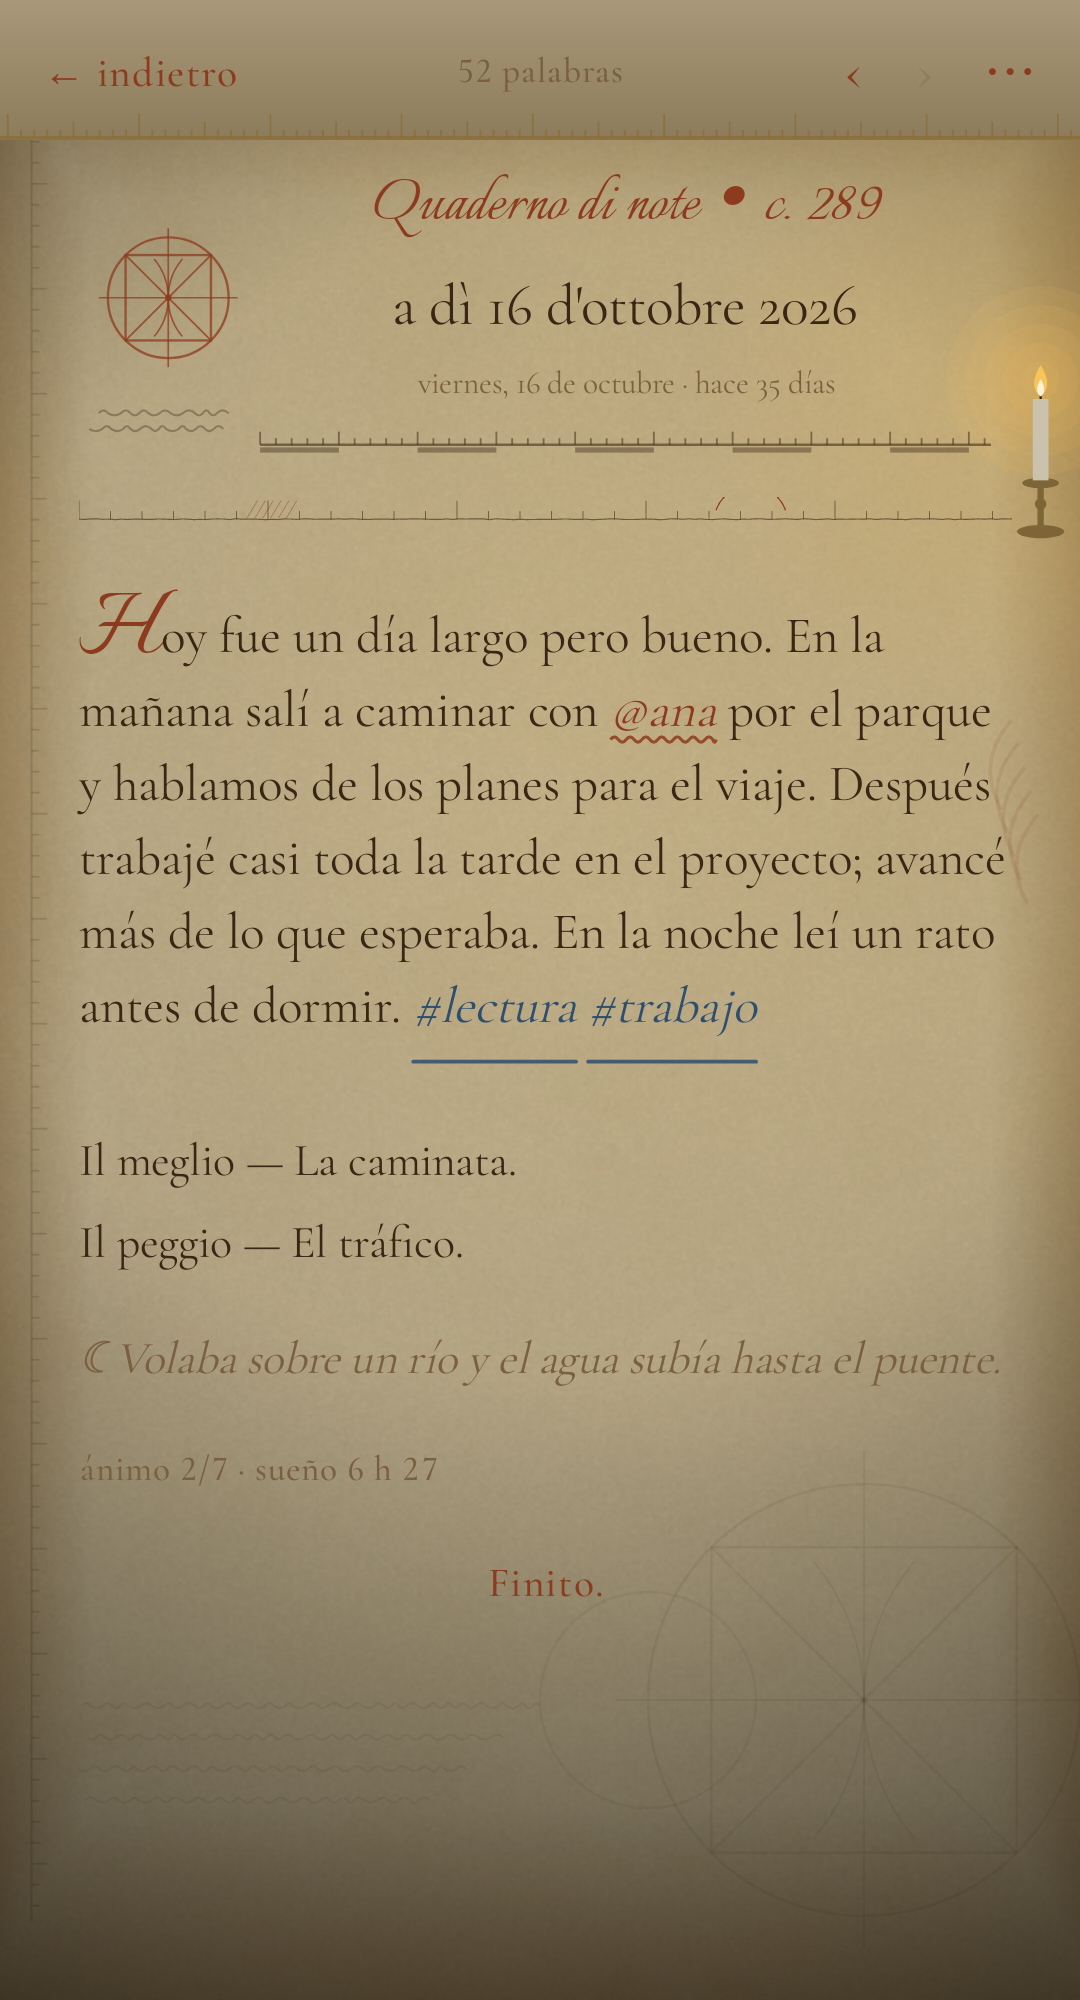 ← indietro
52 palabras
‹ › •••
Quaderno di note • c. 289
a dì 16 d'ottobre 2026
viernes, 16 de octubre · hace 35 días
Hoy fue un día largo pero bueno. En la
mañana salí a caminar con @ana por el parque
y hablamos de los planes para el viaje. Después
trabajé casi toda la tarde en el proyecto; avancé
más de lo que esperaba. En la noche leí un rato
antes de dormir. #lectura #trabajo
Il meglio — La caminata.
Il peggio — El tráfico.
☾ Volaba sobre un río y el agua subía hasta el puente.
ánimo 2/7 · sueño 6 h 27
Finito.